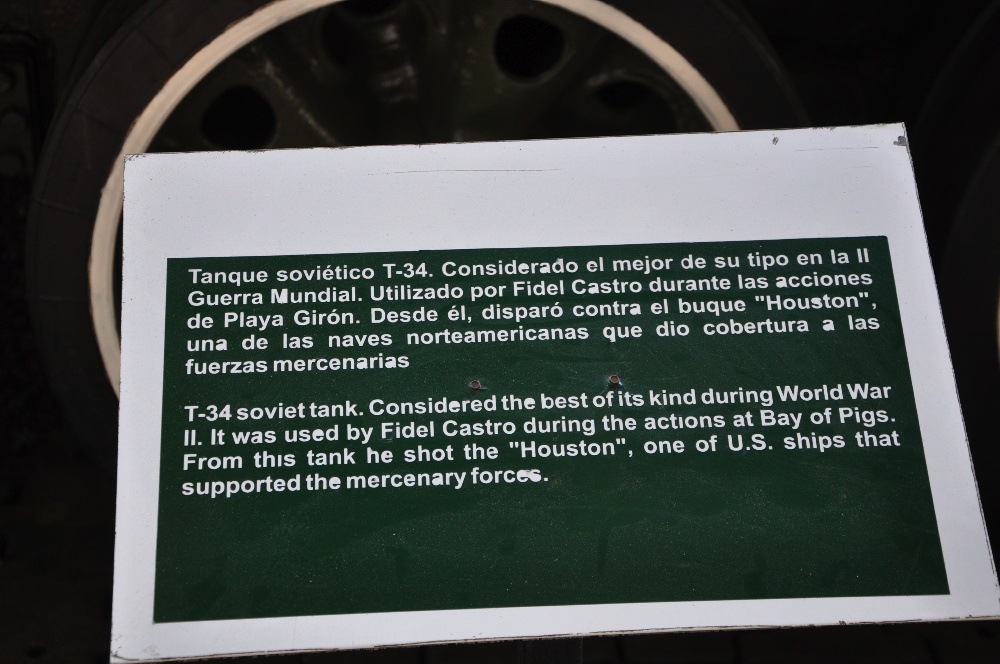 Tanque soviético T-34. Considerado el mejor de su tipo en la II
Guerra Mundial. Utilizado por Fidel Castro durante las acciones
de Playa Girón. Desde él, disparó contra el buque "Houston",
una de las naves norteamericanas que dio cobertura a las
fuerzas mercenarias
T-34 soviet tank. Considered the best of its kind during World War
II. It was used by Fidel Castro during the actions at Bay of Pigs.
From this tank he shot the "Houston", one of U.S. ships that
supported the mercenary forces.